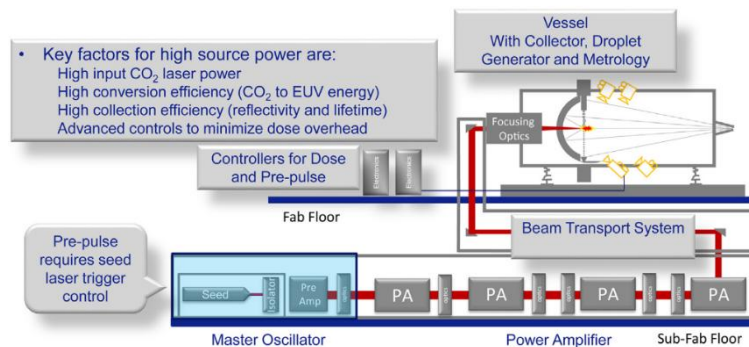 • Key factors for high source power are:
High input CO₂ laser power
High conversion efficiency (CO₂ to EUV energy)
High collection efficiency (reflectivity and lifetime)
Advanced controls to minimize dose overhead
Vessel
With Collector, Droplet
Generator and Metrology
Focusing
Optics
Controllers for Dose
and Pre-pulse
Electronics
Electronics
Fab Floor
Beam Transport System
Pre-pulse
requires seed
laser trigger
control
Seed
Isolator
Pre
Amp
PA
PA
PA
PA
Master Oscillator
Power Amplifier
Sub-Fab Floor